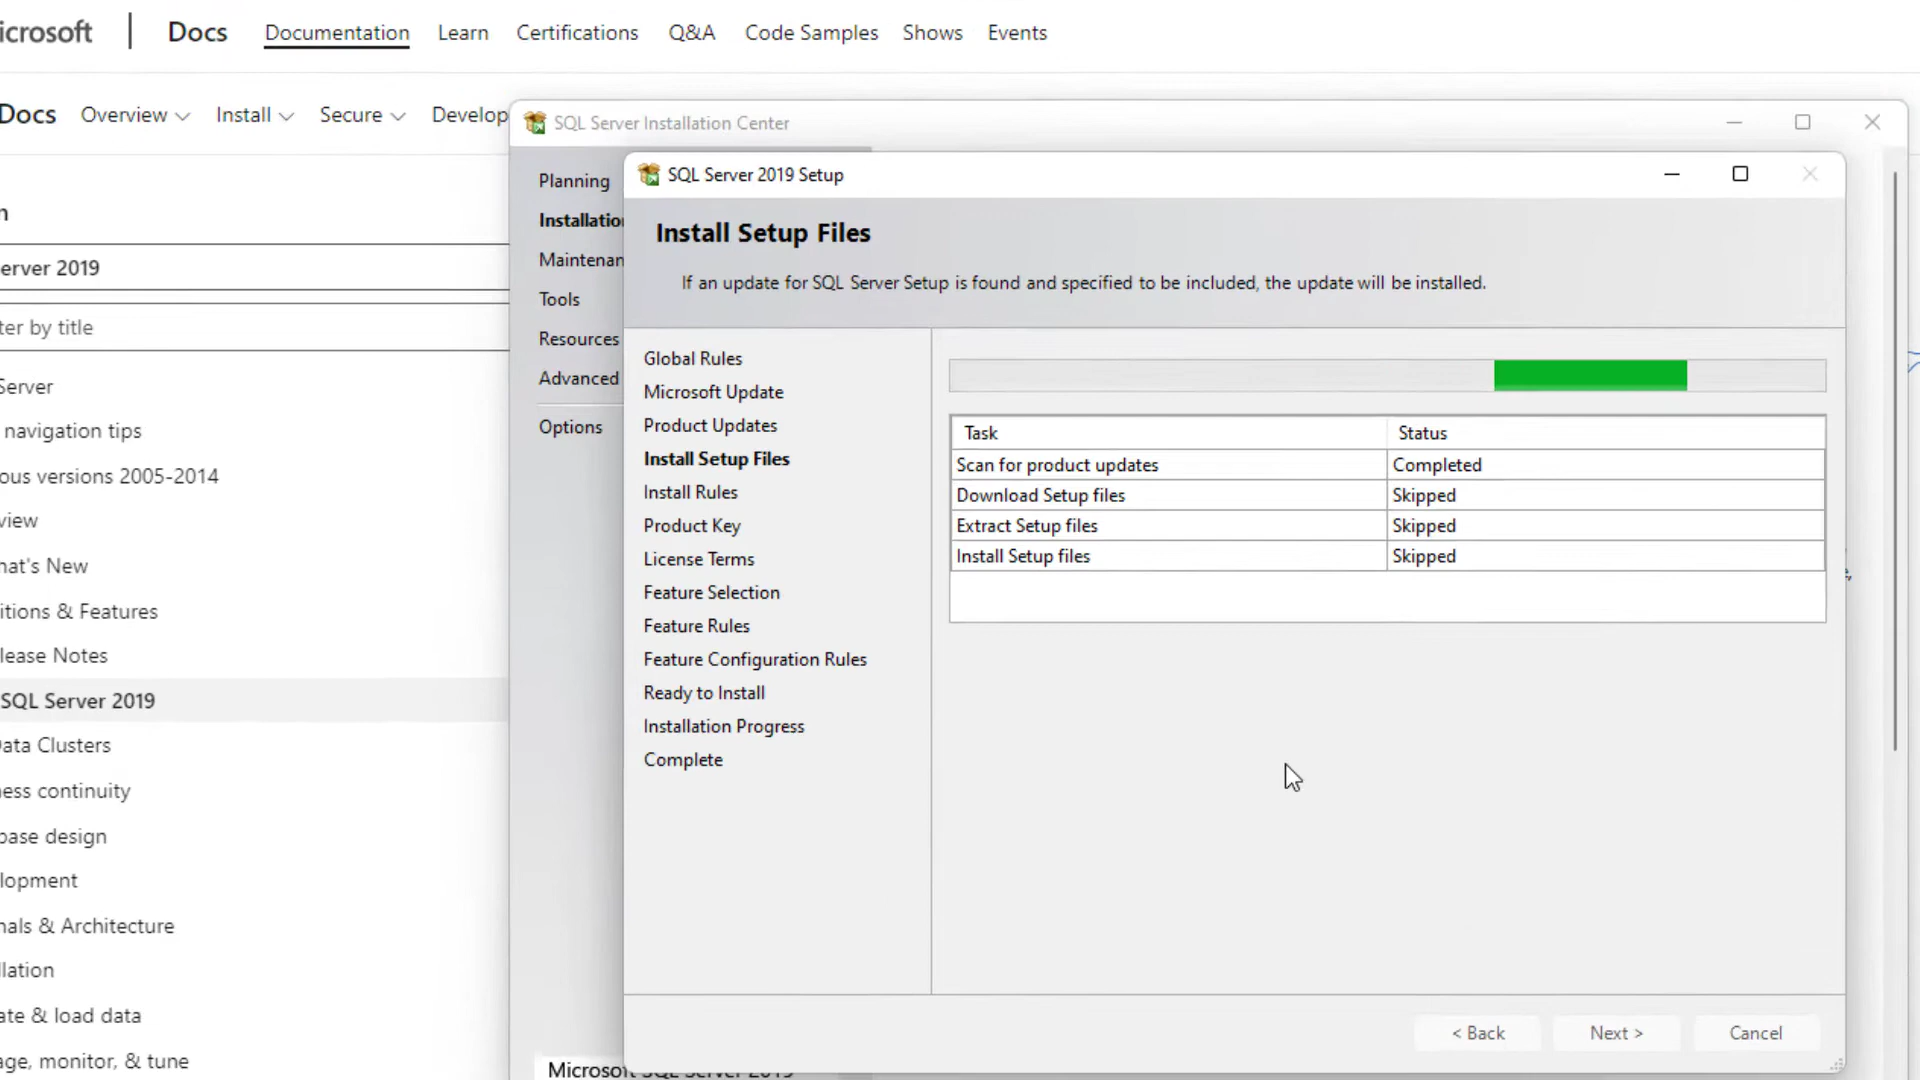 icrosoft
Docs
Documentation
Learn
Certifications
Q&A
Code Samples
Shows
Events
Docs
Overview
Install
Secure
Develop
n
erver 2019
ter by title
Server
navigation tips
ous versions 2005-2014
view
hat's New
itions & Features
lease Notes
SQL Server 2019
Data Clusters
ness continuity
base design
lopment
nals & Architecture
llation
ate & load data
age, monitor, & tune
SQL Server Installation Center
Planning
Installatio
Maintenan
Tools
Resources
Advanced
Options
Microsoft SQL Server 2019
SQL Server 2019 Setup
Install Setup Files
If an update for SQL Server Setup is found and specified to be included, the update will be installed.
Global Rules
Microsoft Update
Product Updates
Install Setup Files
Install Rules
Product Key
License Terms
Feature Selection
Feature Rules
Feature Configuration Rules
Ready to Install
Installation Progress
Complete
Task Status
Scan for product updates Completed
Download Setup files Skipped
Extract Setup files Skipped
Install Setup files Skipped
< Back
Next >
Cancel